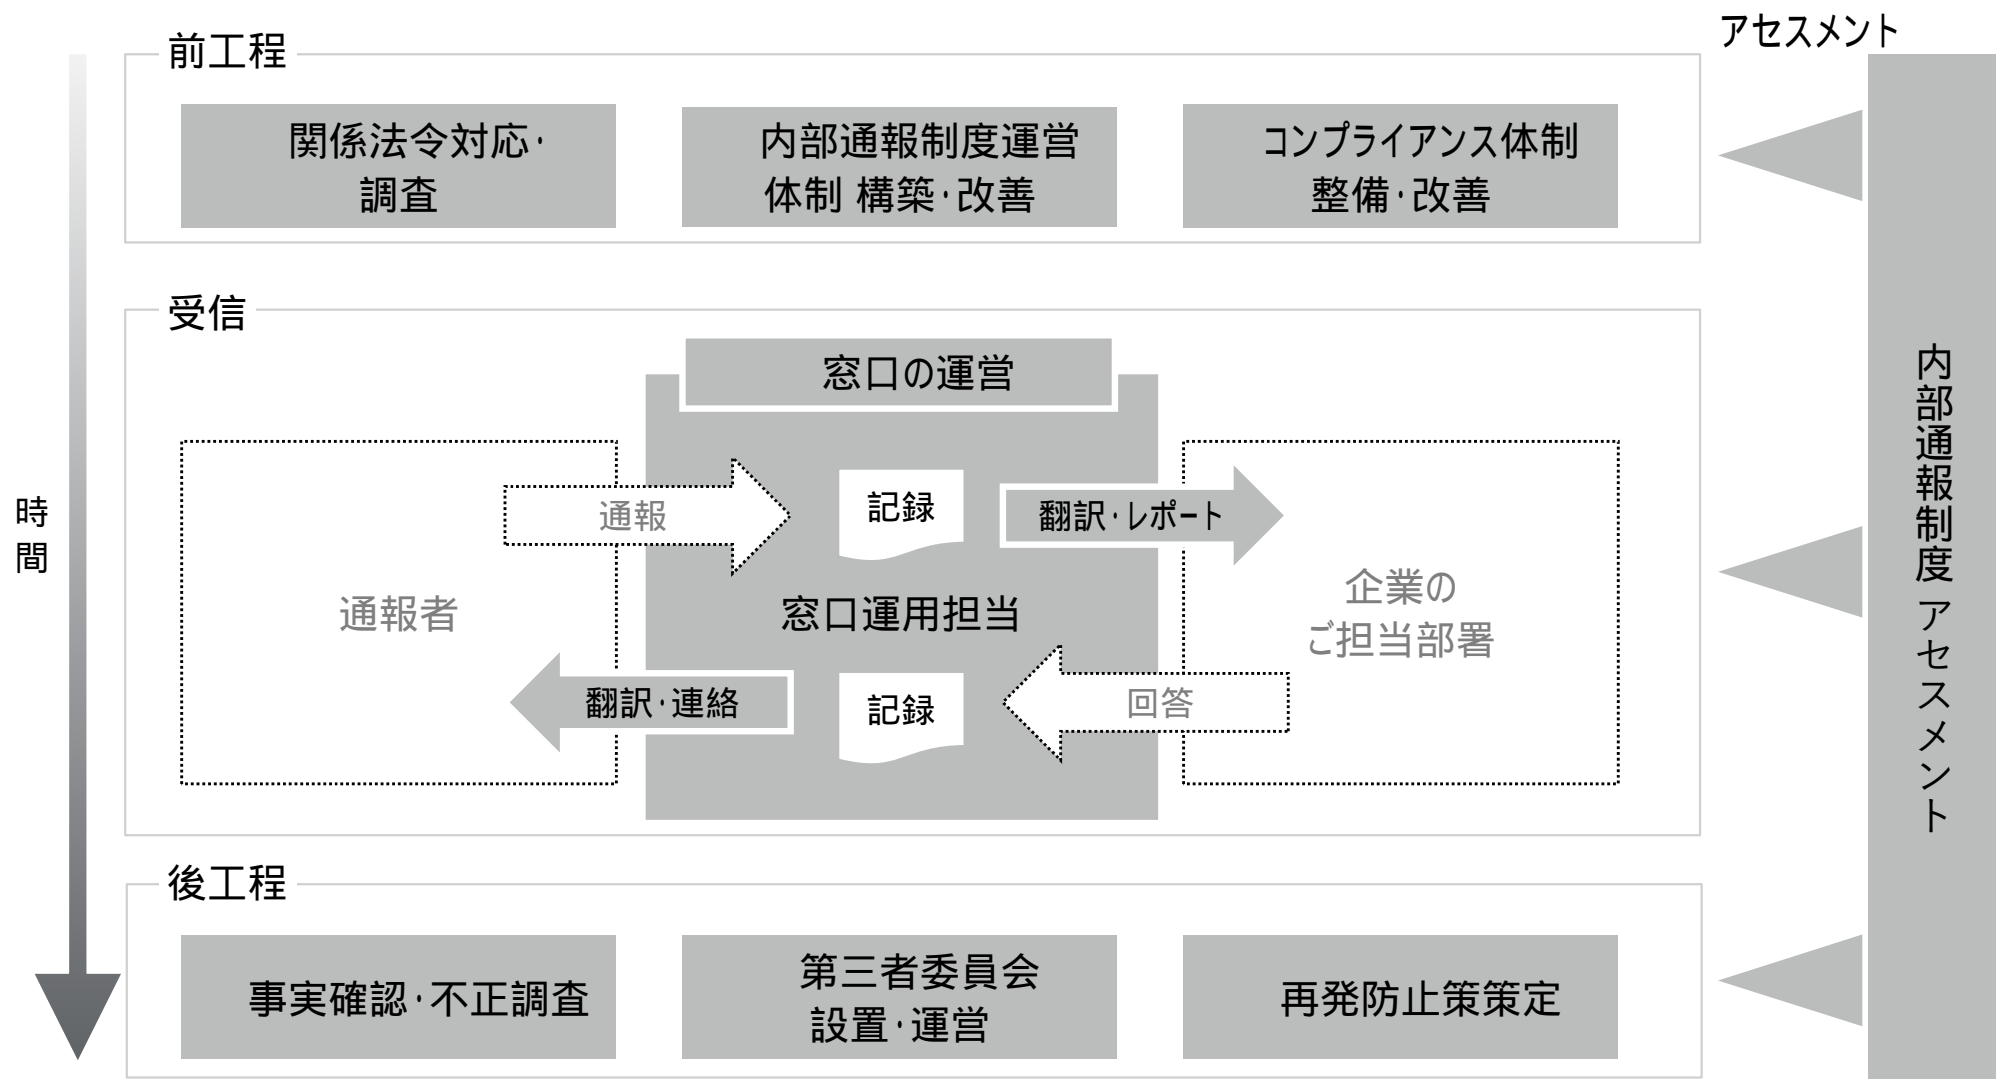 アセスメント
前工程
関係法令対応・
調査
内部通報制度運営
体制 構築・改善
コンプライアンス体制
整備・改善
受信
窓口の運営
時
間
通報
記録
翻訳・レポート
通報者
窓口運用担当
企業の
ご担当部署
翻訳・連絡
記録
回答
内部通報制度 アセスメント
後工程
事実確認・不正調査
第三者委員会
設置・運営
再発防止策策定